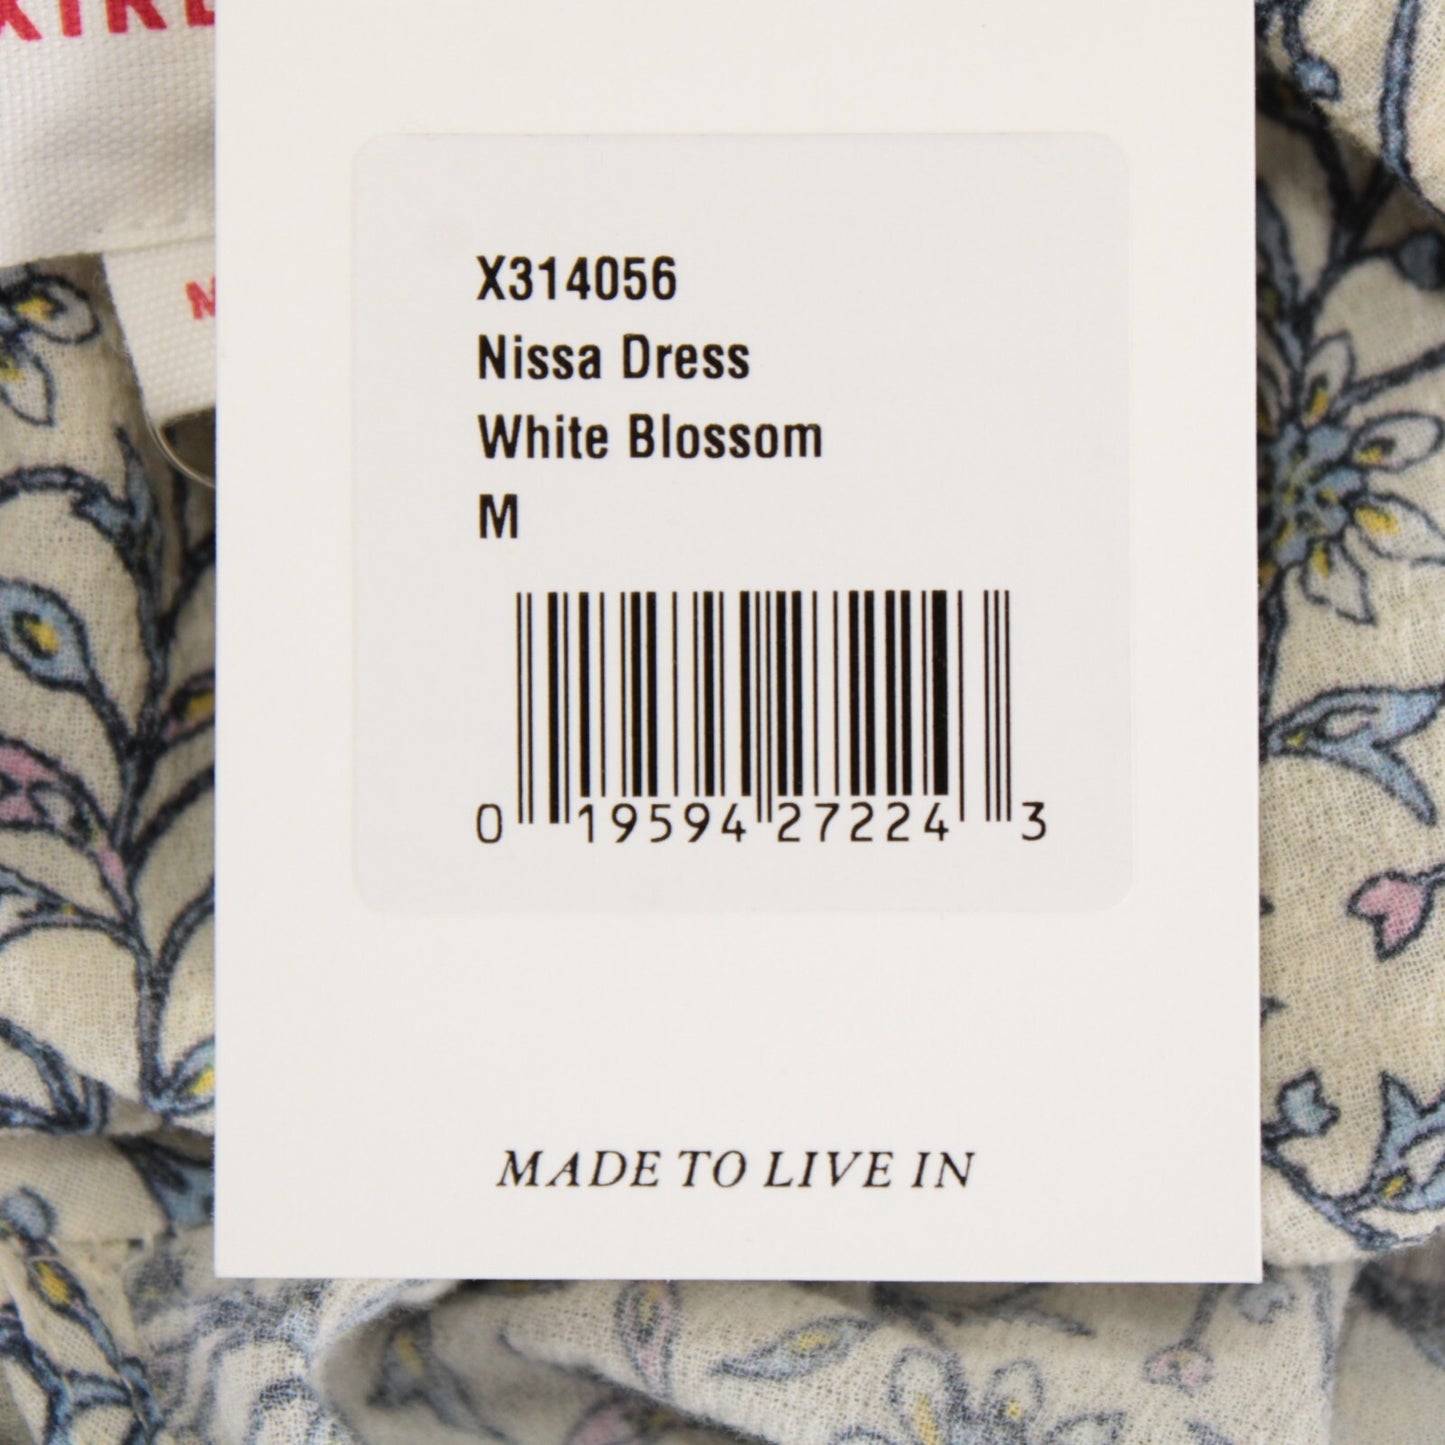 X314056
Nissa Dress
White Blossom
M
0 19594 27224 3
MADE TO LIVE IN